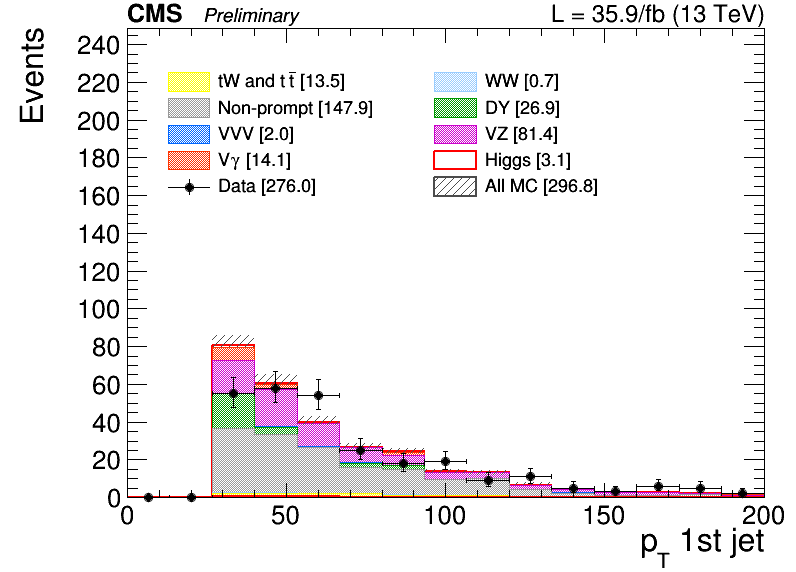 CMS Preliminary L = 35.9/fb (13 TeV)
Events
240
220
200
180
160
140
120
100
80
60
40
20
0
tW and t t̄ [13.5] WW [0.7]
Non-prompt [147.9] DY [26.9]
VVV [2.0] VZ [81.4]
Vγ [14.1] Higgs [3.1]
Data [276.0] All MC [296.8]
0 50 100 150 200
p_T 1st jet